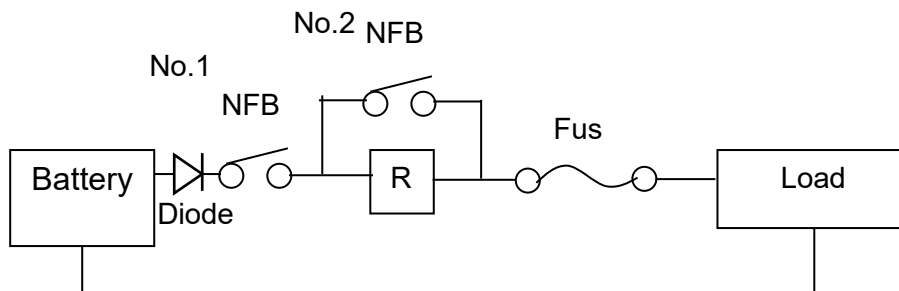 No.2 NFB
No.1
NFB
Fus
Battery
R
Load
Diode